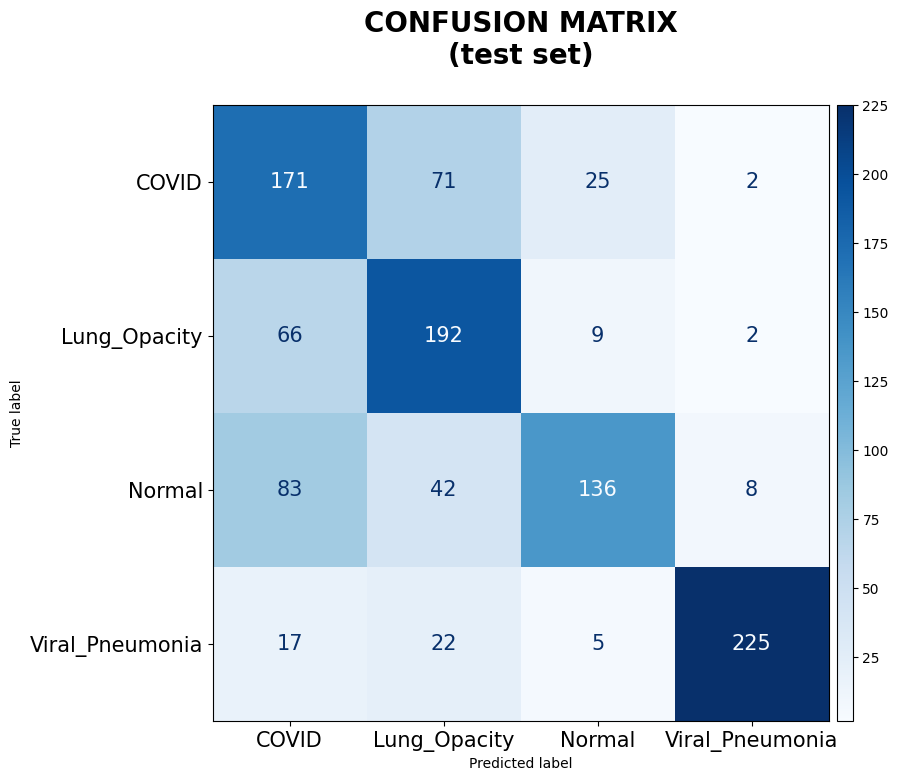 CONFUSION MATRIX
(test set)
225
COVID 171 71 25 2
200
175
Lung_Opacity 66 192 9 2
150
125
True label
100
Normal 83 42 136 8
75
50
Viral_Pneumonia 17 22 5 225
25
COVID Lung_Opacity Normal Viral_Pneumonia
Predicted label